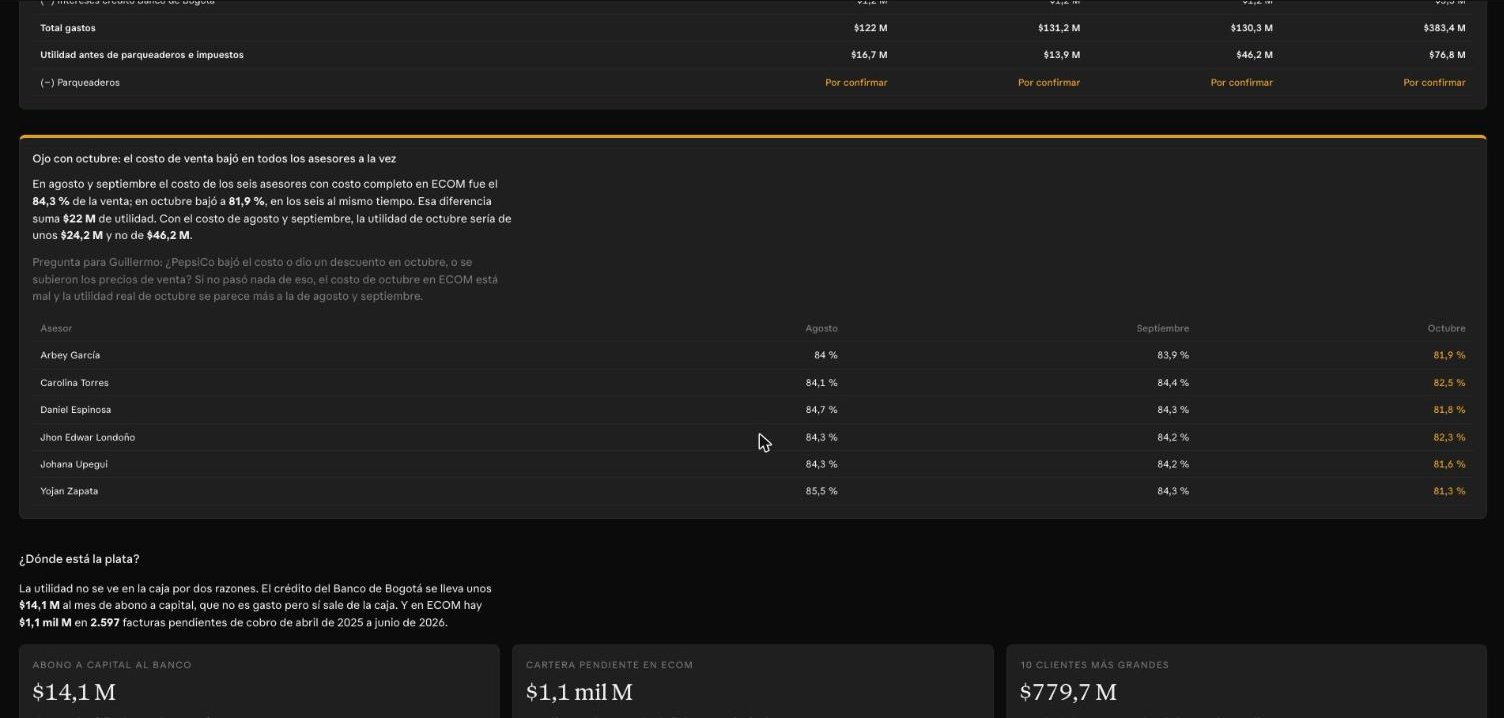 (−) Intereses crédito Banco de Bogotá $1,2 M $1,2 M $1,2 M
Total gastos $122 M $131,2 M $130,3 M $383,4 M
Utilidad antes de parqueaderos e impuestos $16,7 M $13,9 M $46,2 M $76,8 M
(−) Parqueaderos Por confirmar Por confirmar Por confirmar Por confirmar
Ojo con octubre: el costo de venta bajó en todos los asesores a la vez
En agosto y septiembre el costo de los seis asesores con costo completo en ECOM fue el
84,3 % de la venta; en octubre bajó a 81,9 %, en los seis al mismo tiempo. Esa diferencia
suma $22 M de utilidad. Con el costo de agosto y septiembre, la utilidad de octubre sería de
unos $24,2 M y no de $46,2 M.
Pregunta para Guillermo: ¿PepsiCo bajó el costo o dio un descuento en octubre, o se
subieron los precios de venta? Si no pasó nada de eso, el costo de octubre en ECOM está
mal y la utilidad real de octubre se parece más a la de agosto y septiembre.
Asesor Agosto Septiembre Octubre
Arbey García 84 % 83,9 % 81,9 %
Carolina Torres 84,1 % 84,4 % 82,5 %
Daniel Espinosa 84,7 % 84,3 % 81,8 %
Jhon Edwar Londoño 84,3 % 84,2 % 82,3 %
Johana Upegui 84,3 % 84,2 % 81,6 %
Yojan Zapata 85,5 % 84,3 % 81,3 %
¿Dónde está la plata?
La utilidad no se ve en la caja por dos razones. El crédito del Banco de Bogotá se lleva unos
$14,1 M al mes de abono a capital, que no es gasto pero sí sale de la caja. Y en ECOM hay
$1,1 mil M en 2.597 facturas pendientes de cobro de abril de 2025 a junio de 2026.
ABONO A CAPITAL AL BANCO CARTERA PENDIENTE EN ECOM 10 CLIENTES MÁS GRANDES
$14,1 M $1,1 mil M $779,7 M